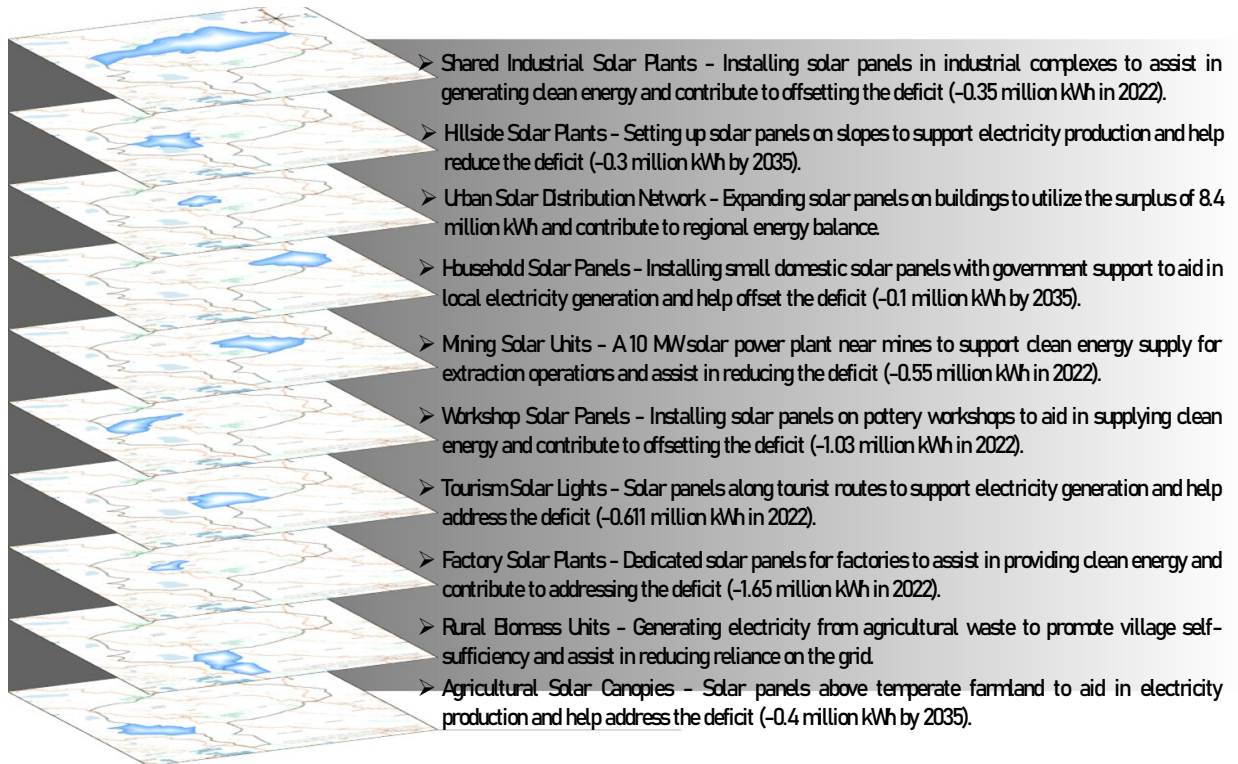 ➢ Shared Industrial Solar Plants – Installing solar panels in industrial complexes to assist in
generating clean energy and contribute to offsetting the deficit (-0.35 million kWh in 2022).
➢ Hillside Solar Plants – Setting up solar panels on slopes to support electricity production and help
reduce the deficit (-0.3 million kWh by 2035).
➢ Urban Solar Distribution Network – Expanding solar panels on buildings to utilize the surplus of 8.4
million kWh and contribute to regional energy balance.
➢ Household Solar Panels – Installing small domestic solar panels with government support to aid in
local electricity generation and help offset the deficit (-0.1 million kWh by 2035).
➢ Mining Solar Units – A 10 MW solar power plant near mines to support clean energy supply for
extraction operations and assist in reducing the deficit (-0.55 million kWh in 2022).
➢ Workshop Solar Panels – Installing solar panels on pottery workshops to aid in supplying clean
energy and contribute to offsetting the deficit (-1.03 million kWh in 2022).
➢ Tourism Solar Lights – Solar panels along tourist routes to support electricity generation and help
address the deficit (-0.611 million kWh in 2022).
➢ Factory Solar Plants – Dedicated solar panels for factories to assist in providing clean energy and
contribute to addressing the deficit (-1.65 million kWh in 2022).
➢ Rural Biomass Units – Generating electricity from agricultural waste to promote village self-
sufficiency and assist in reducing reliance on the grid.
➢ Agricultural Solar Canopies – Solar panels above temperate farmland to aid in electricity
production and help address the deficit (-0.4 million kWh by 2035).